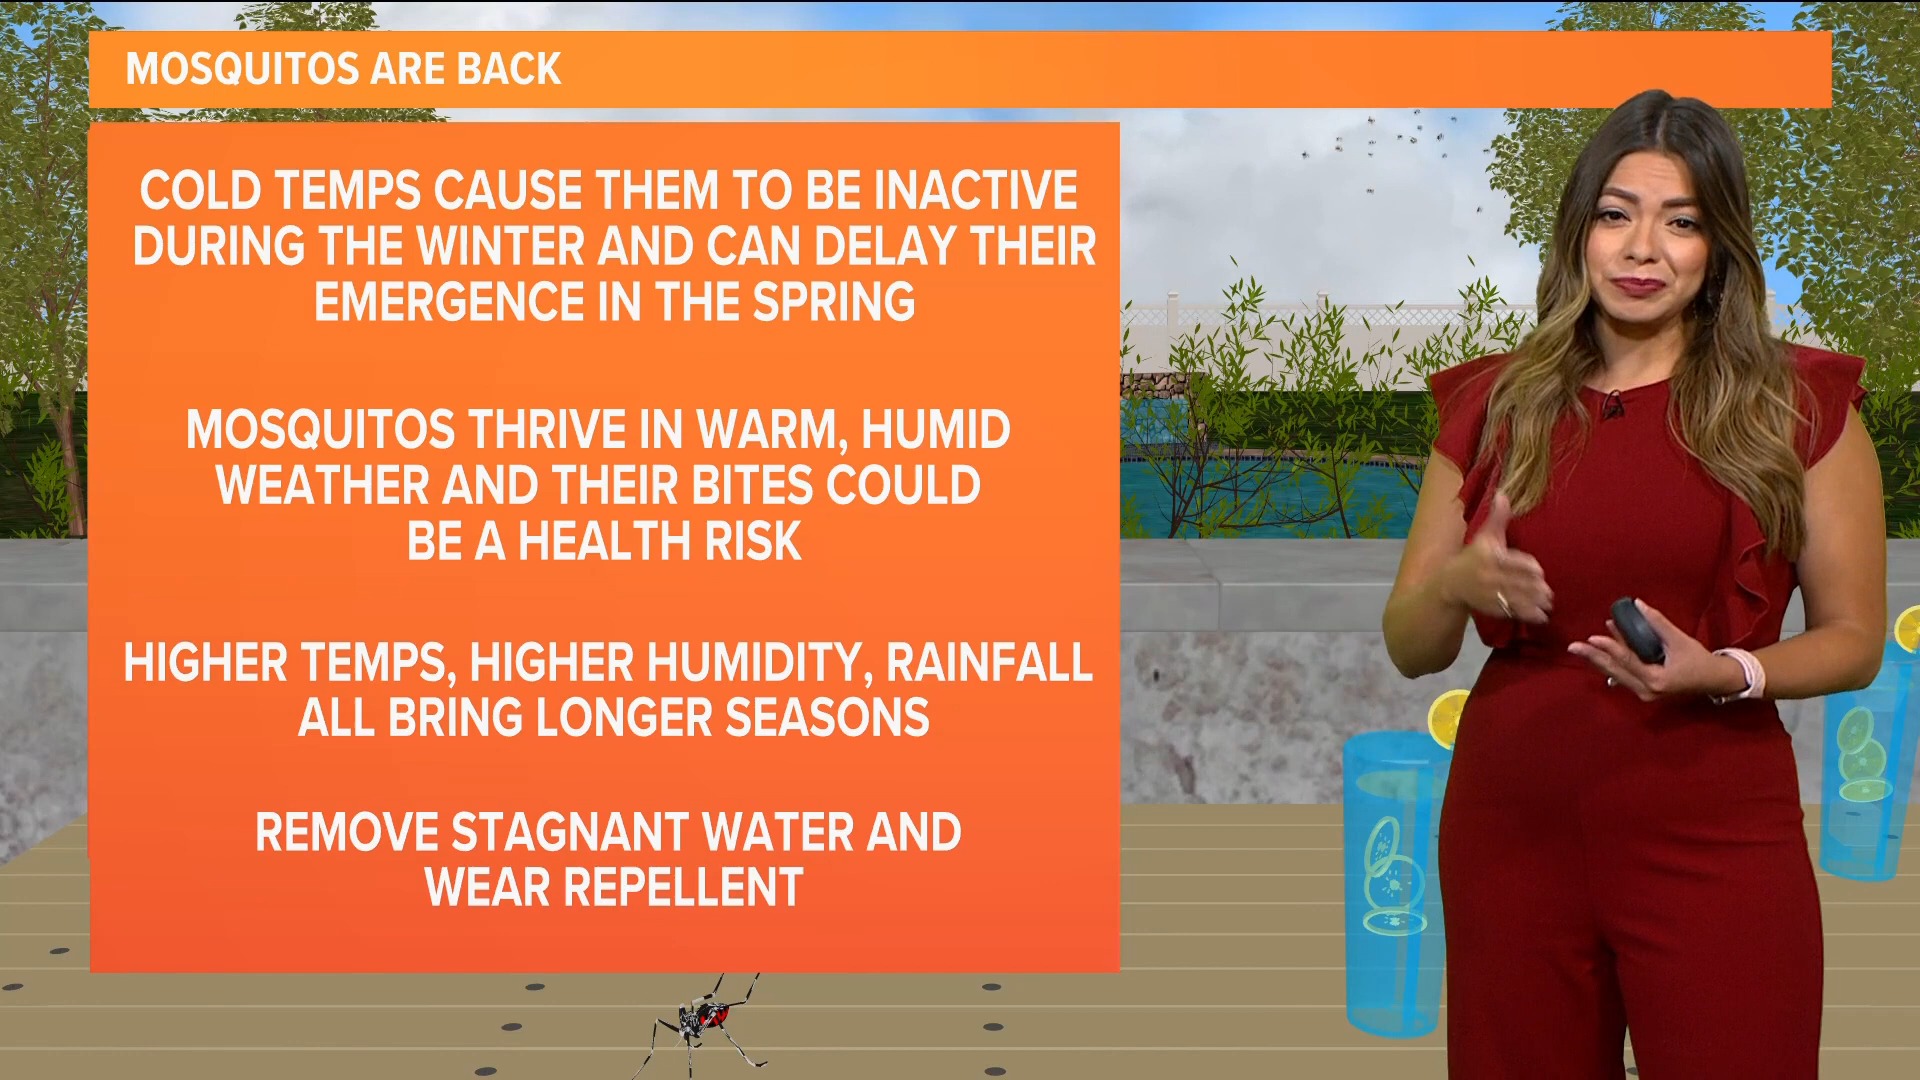 MOSQUITOS ARE BACK
COLD TEMPS CAUSE THEM TO BE INACTIVE
DURING THE WINTER AND CAN DELAY THEIR
EMERGENCE IN THE SPRING
MOSQUITOS THRIVE IN WARM, HUMID
WEATHER AND THEIR BITES COULD
BE A HEALTH RISK
HIGHER TEMPS, HIGHER HUMIDITY, RAINFALL
ALL BRING LONGER SEASONS
REMOVE STAGNANT WATER AND
WEAR REPELLENT